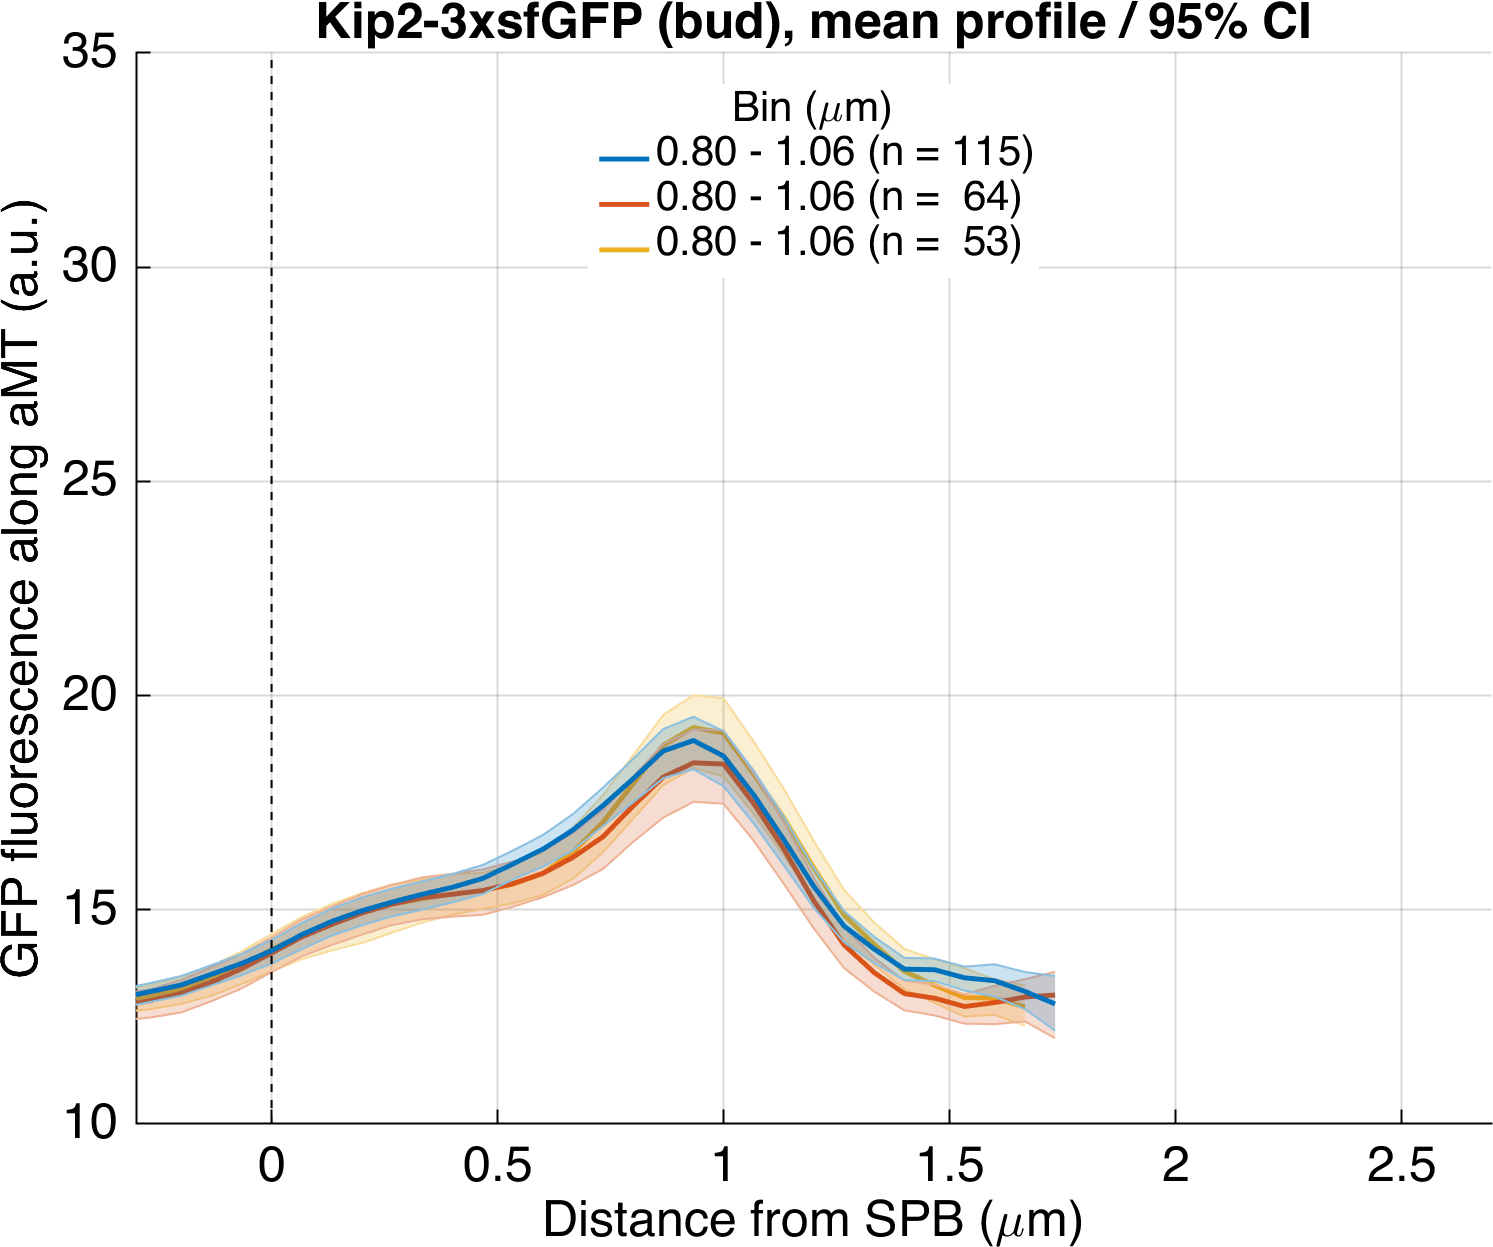 Kip2-3xsfGFP (bud), mean profile / 95% CI
35
30
25
20
15
10
GFP fluorescence along aMT (a.u.)
Bin (μm)
0.80 - 1.06 (n = 115)
0.80 - 1.06 (n = 64)
0.80 - 1.06 (n = 53)
0 0.5 1 1.5 2 2.5
Distance from SPB (μm)